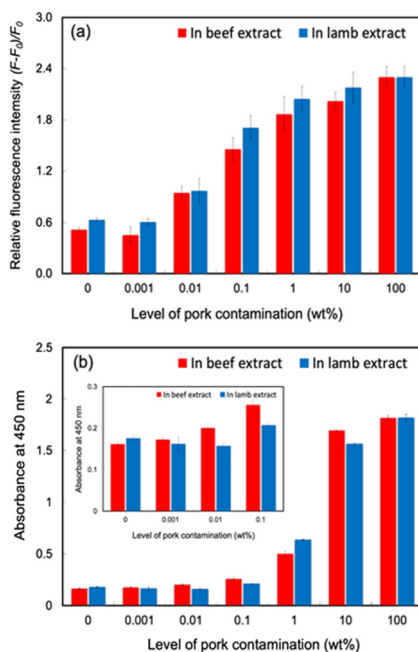 (a)
In beef extract
In lamb extract
Relative fluorescence intemsity (F-F0)/F0
3.0
2.4
1.8
1.2
0.6
0.0
0
0.001
0.01
0.1
1
10
100
Level of pork contamination (wt%)
(b)
In beef extract
In lamb extract
Absorbance at 450 nm
2
1.5
1
0.5
0
In beef extract
In lamb extract
Absorbance at 450 nm
0.3
0.2
0.1
0
0
0.001
0.01
0.1
Level of pork contamination (wt%)
0
0.001
0.01
0.1
1
10
100
Level of pork contamination (wt%)